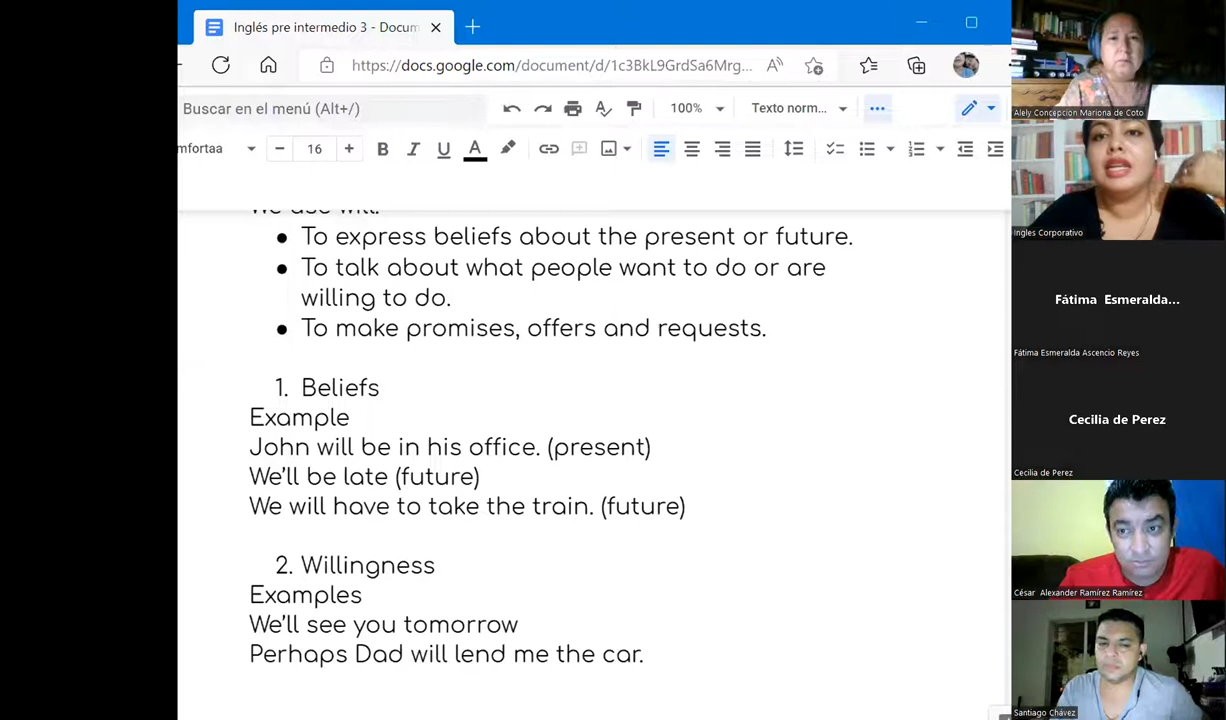 Inglés pre intermedio 3 - Docum
https://docs.google.com/document/d/1c3BkL9GrdSa6Mrg...
Buscar en el menú (Alt+/)
100%
Texto norm...
mfortaa
16
We use will:
● To express beliefs about the present or future.
● To talk about what people want to do or are
willing to do.
● To make promises, offers and requests.
1. Beliefs
Example
John will be in his office. (present)
We'll be late (future)
We will have to take the train. (future)
2. Willingness
Examples
We'll see you tomorrow
Perhaps Dad will lend me the car.
Alely Concepcion Mariona de Coto
Ingles Corporativo
Fátima Esmeralda...
Fátima Esmeralda Ascencio Reyes
Cecilia de Perez
Cecilia de Perez
César Alexander Ramírez Ramírez
Santiago Chávez